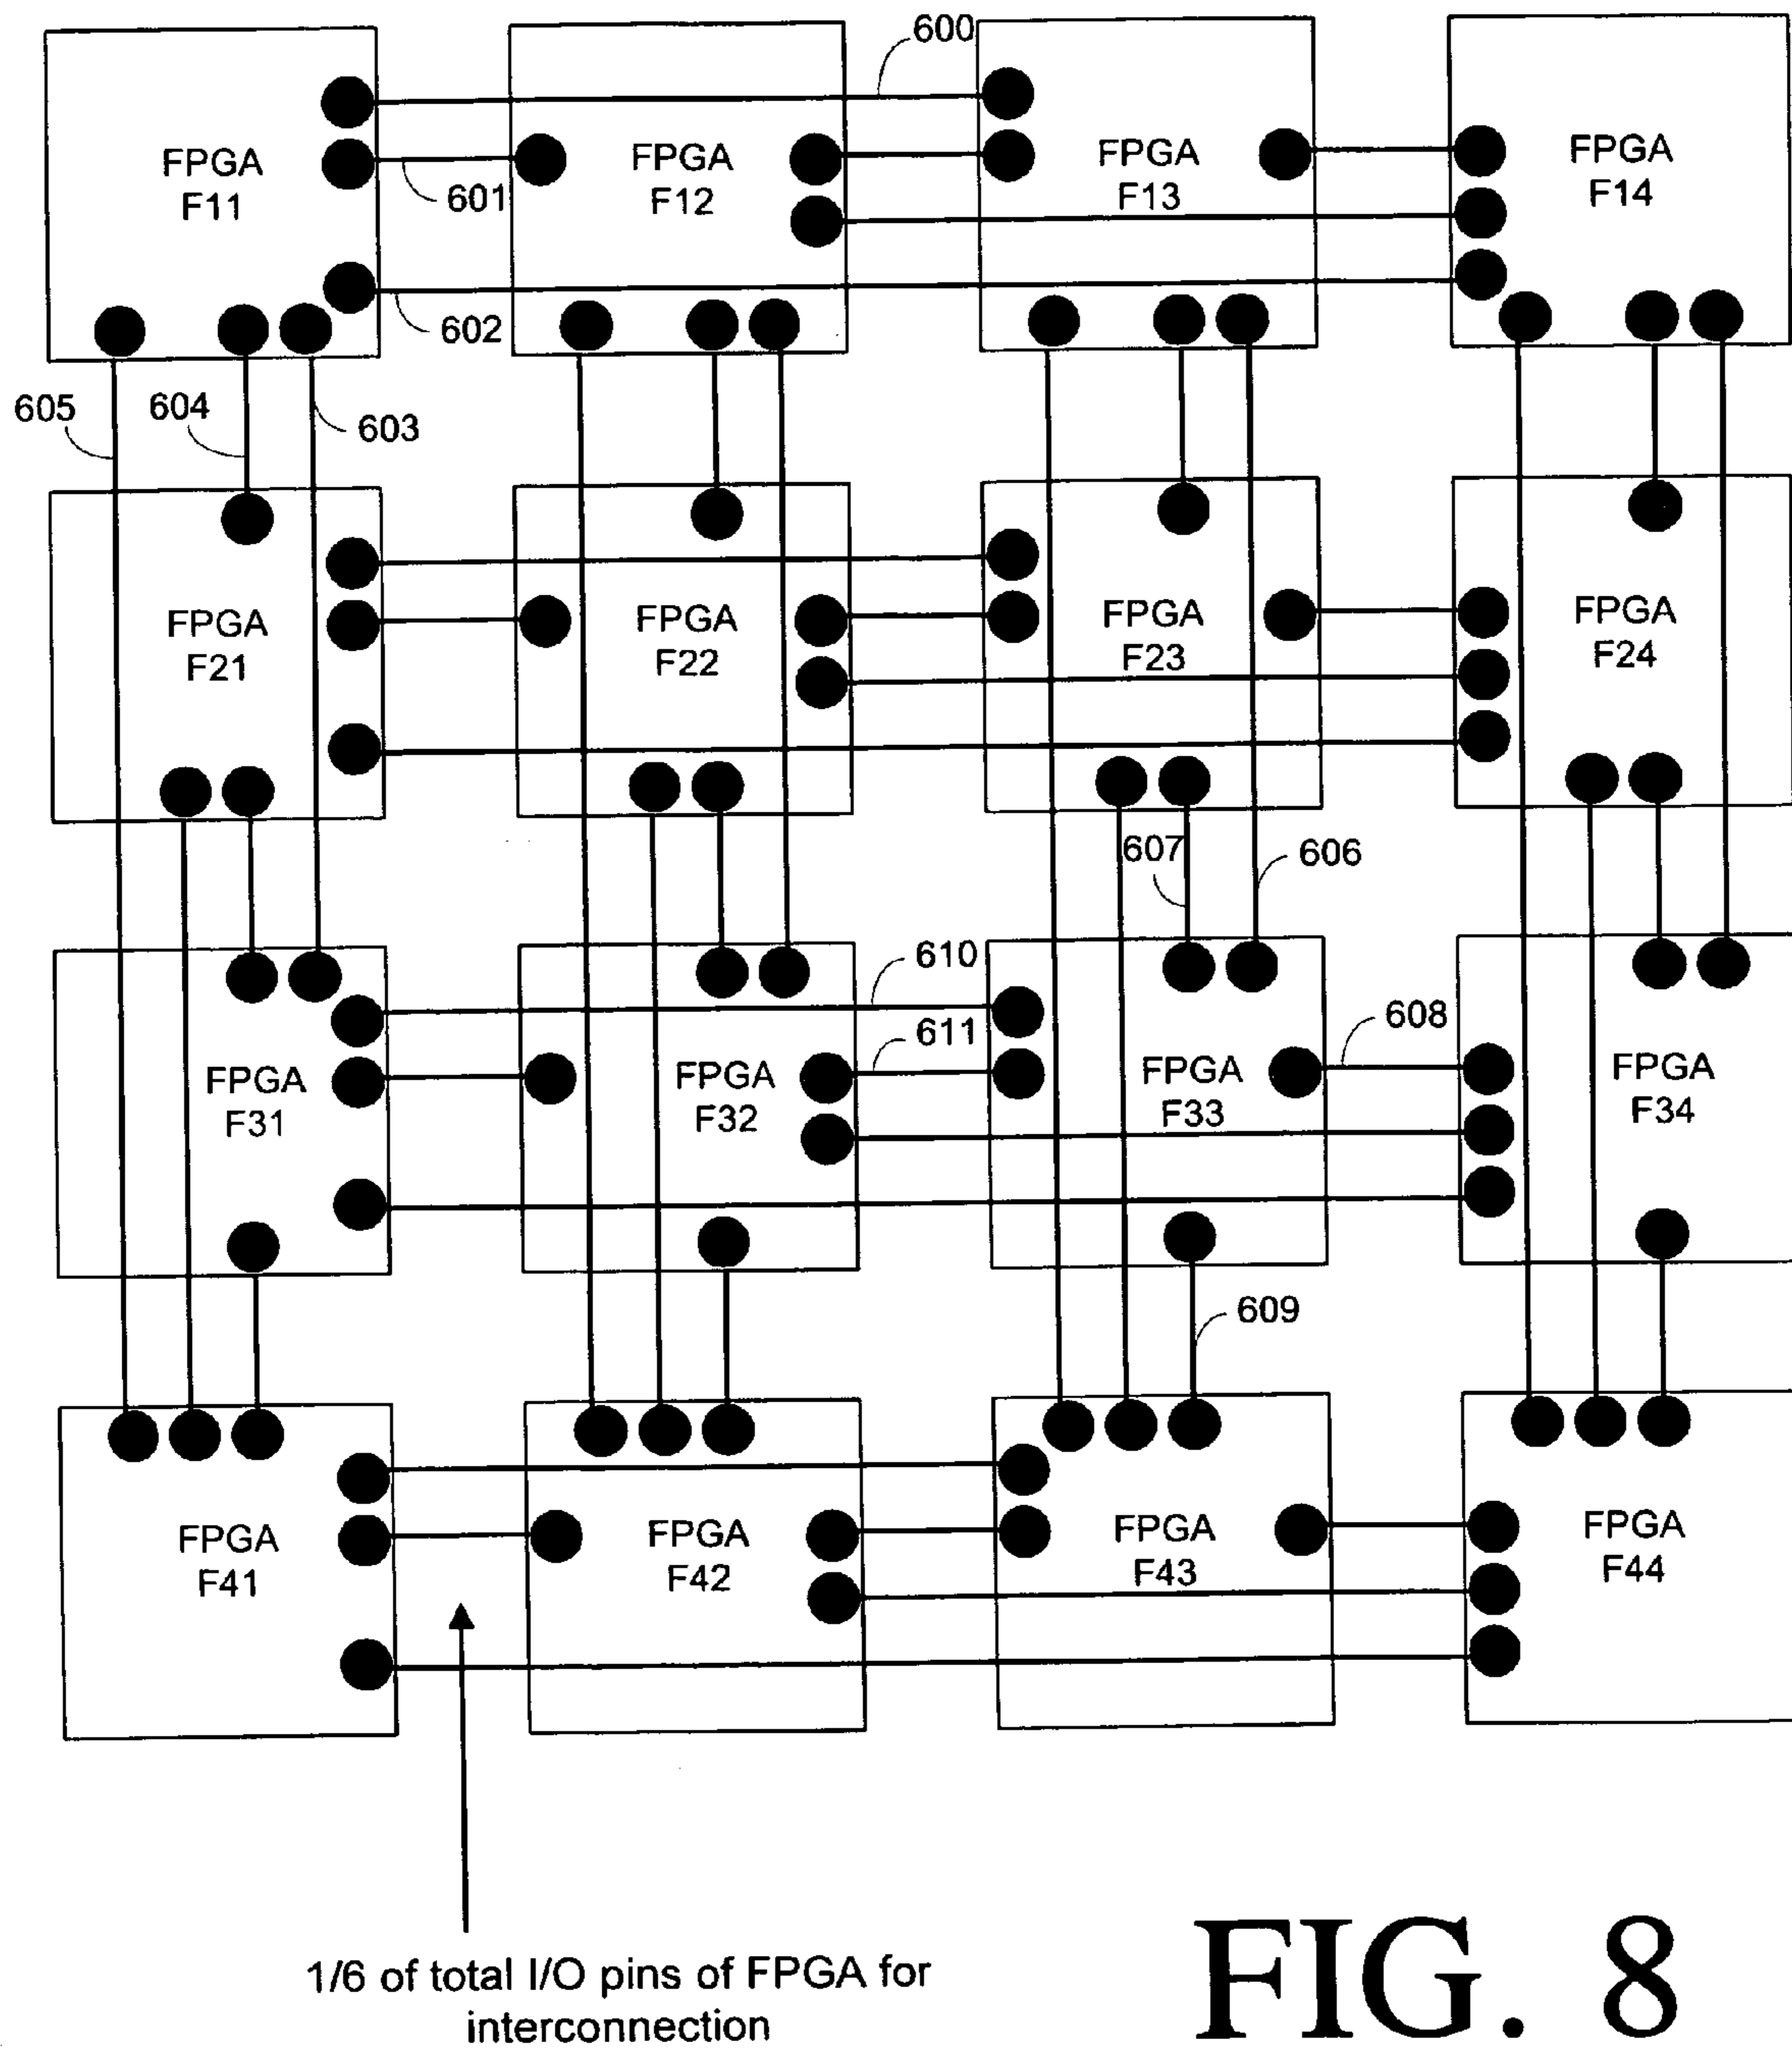 600
FPGA
F11
FPGA
F12
FPGA
F13
FPGA
F14
601
602
605
604
603
FPGA
F21
FPGA
F22
FPGA
F23
FPGA
F24
607
606
610
611
608
FPGA
F31
FPGA
F32
FPGA
F33
FPGA
F34
609
FPGA
F41
FPGA
F42
FPGA
F43
FPGA
F44
1/6 of total I/O pins of FPGA for
interconnection
FIG. 8